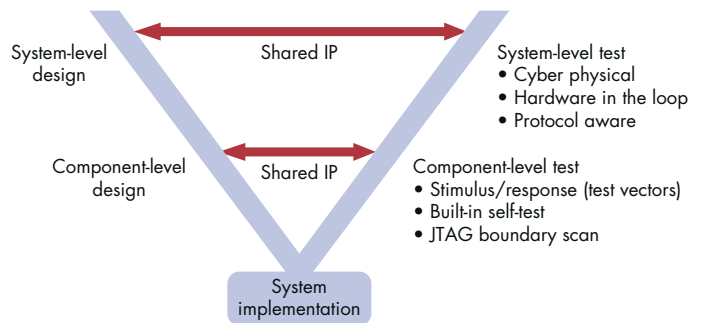 System-level
design
Shared IP
System-level test
• Cyber physical
• Hardware in the loop
• Protocol aware
Component-level
design
Shared IP
Component-level test
• Stimulus/response (test vectors)
• Built-in self-test
• JTAG boundary scan
System
implementation